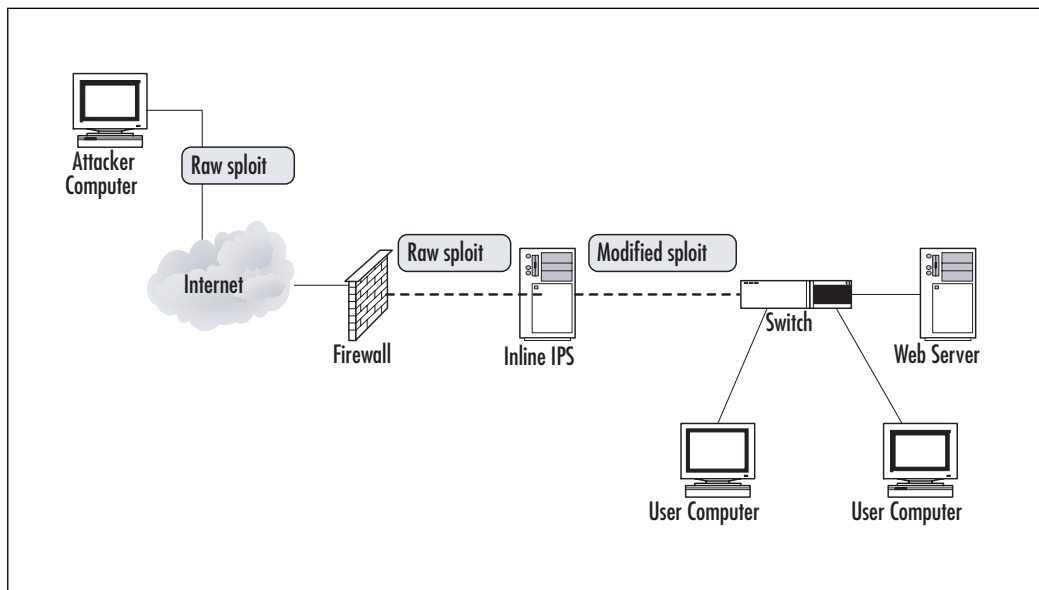 Attacker
Computer
Raw sploit
Internet
Firewall
Raw sploit
Inline IPS
Modified sploit
Switch
Web Server
User Computer
User Computer